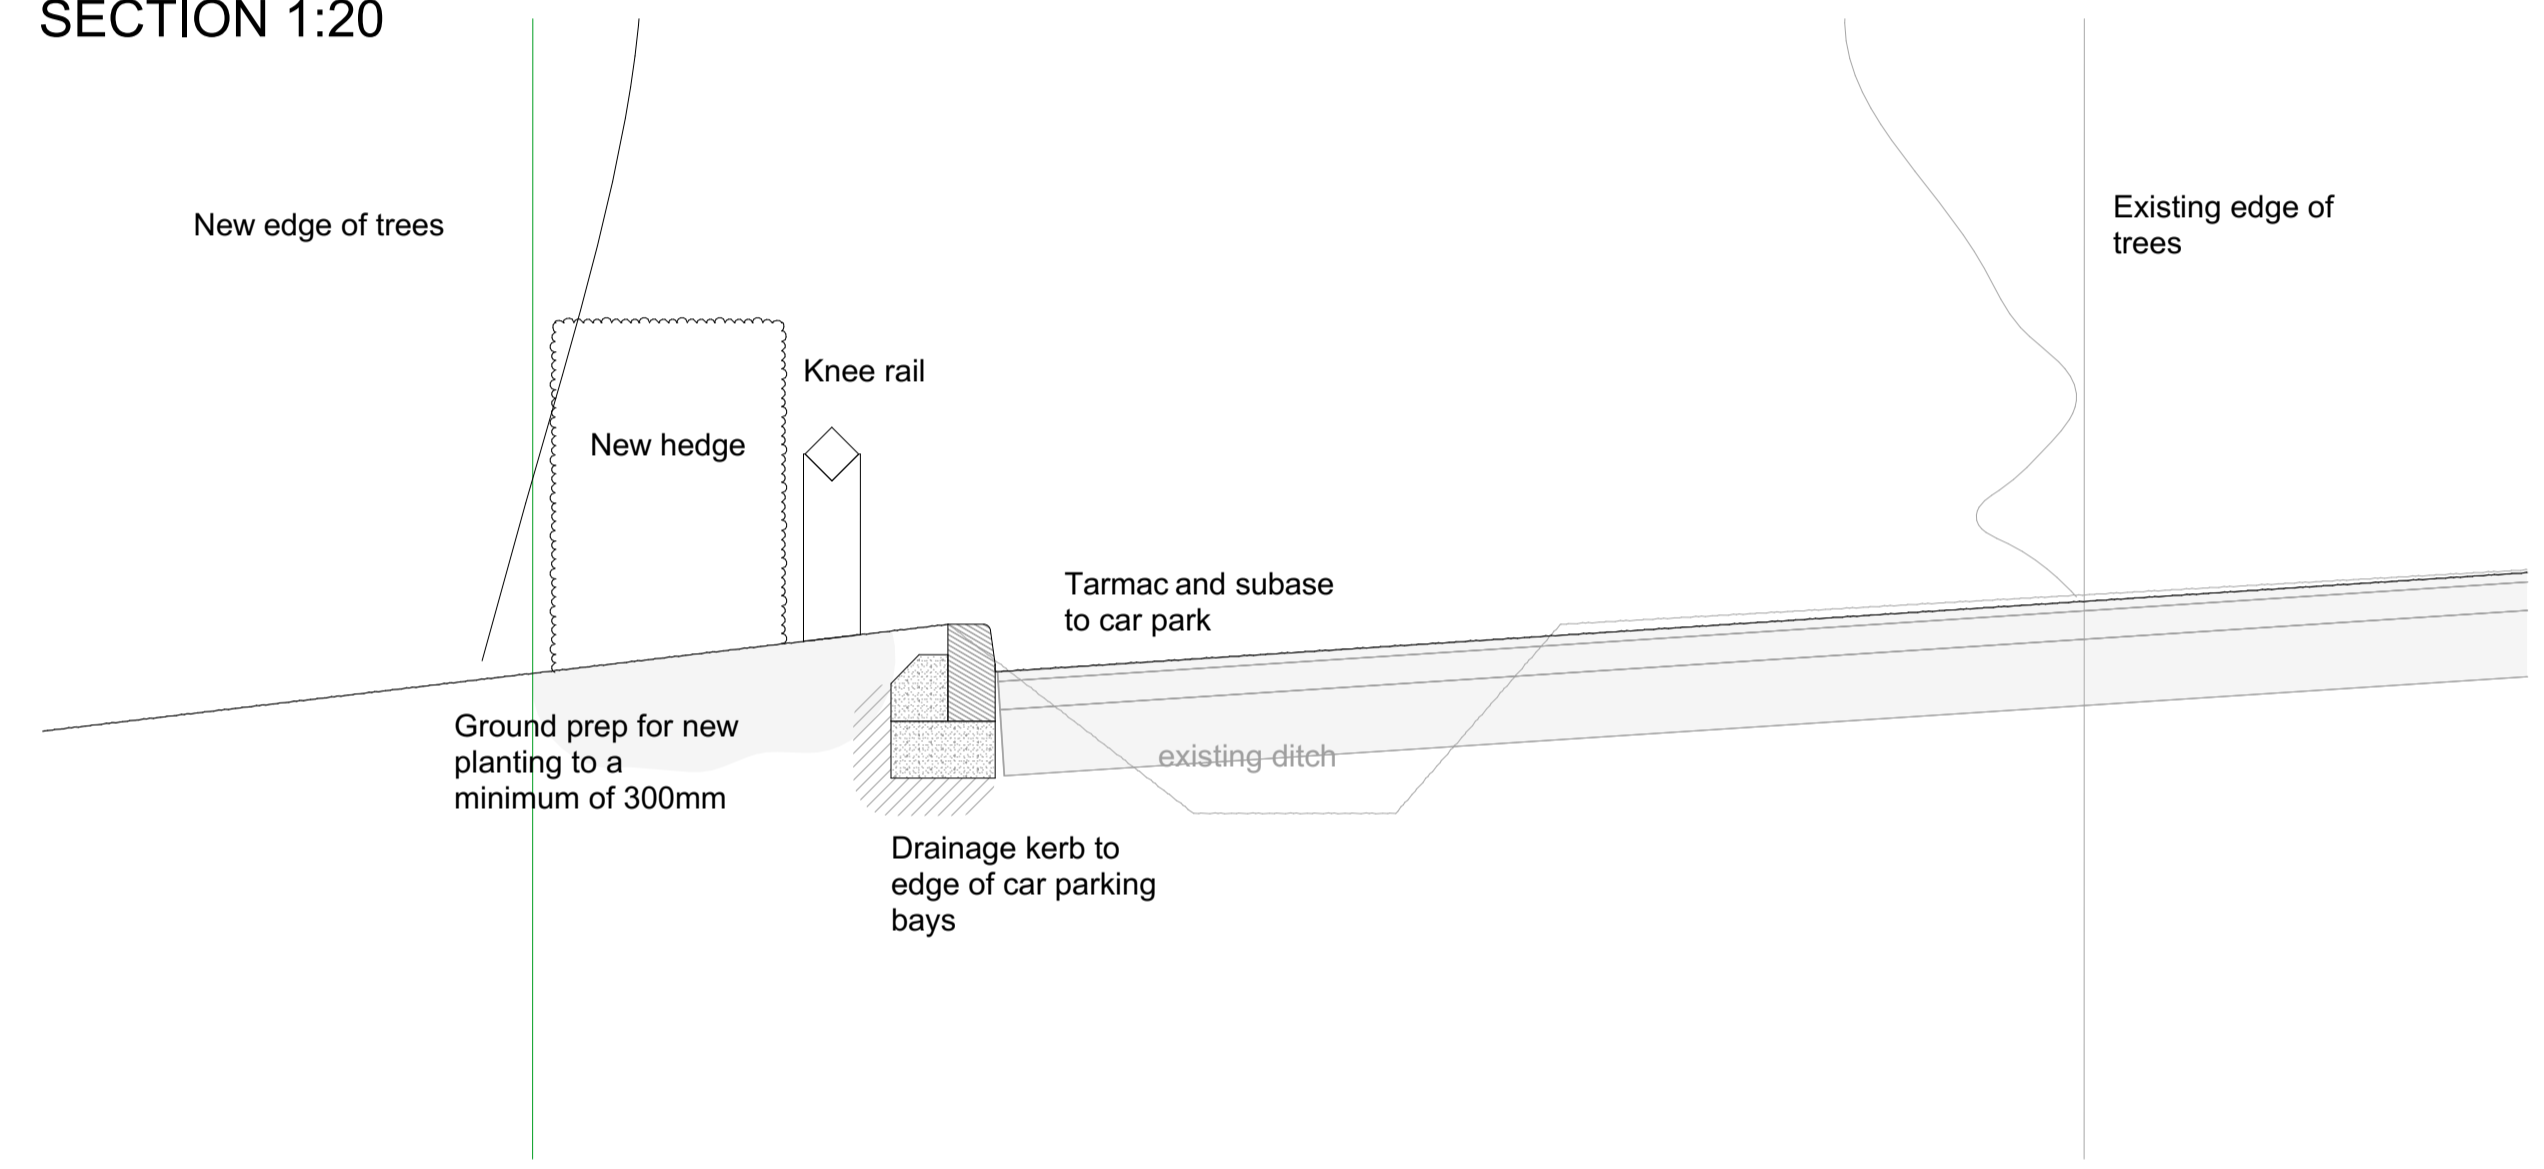 SECTION 1:20
New edge of trees
Existing edge of
trees
Knee rail
New hedge
Tarmac and subase
to car park
Ground prep for new
planting to a
minimum of 300mm
existing ditch
Drainage kerb to
edge of car parking
bays